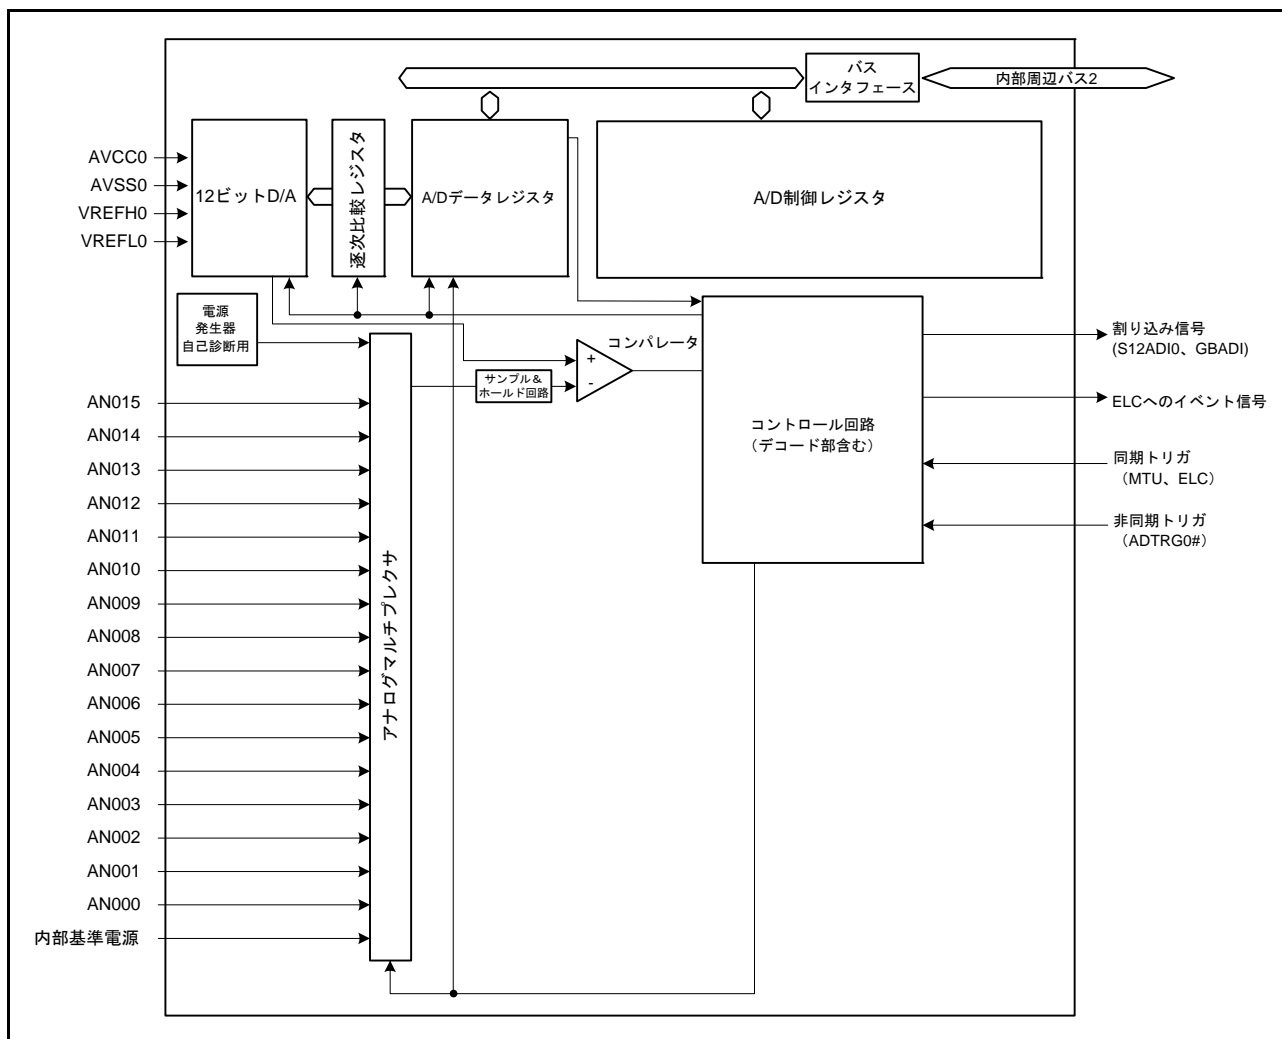 バス
インタフェース
内部周辺バス2
AVCC0
AVSS0
VREFH0
VREFL0
12ビットD/A
逐次比較レジスタ
A/Dデータレジスタ
A/D制御レジスタ
電源
発生器
自己診断用
コンパレータ
+
-
サンプル&
ホールド回路
コントロール回路
（デコード部含む）
割り込み信号
(S12ADI0、GBADI)
ELCへのイベント信号
同期トリガ
（MTU、ELC）
非同期トリガ
（ADTRG0#）
アナログマルチプレクサ
AN015
AN014
AN013
AN012
AN011
AN010
AN009
AN008
AN007
AN006
AN005
AN004
AN003
AN002
AN001
AN000
内部基準電源